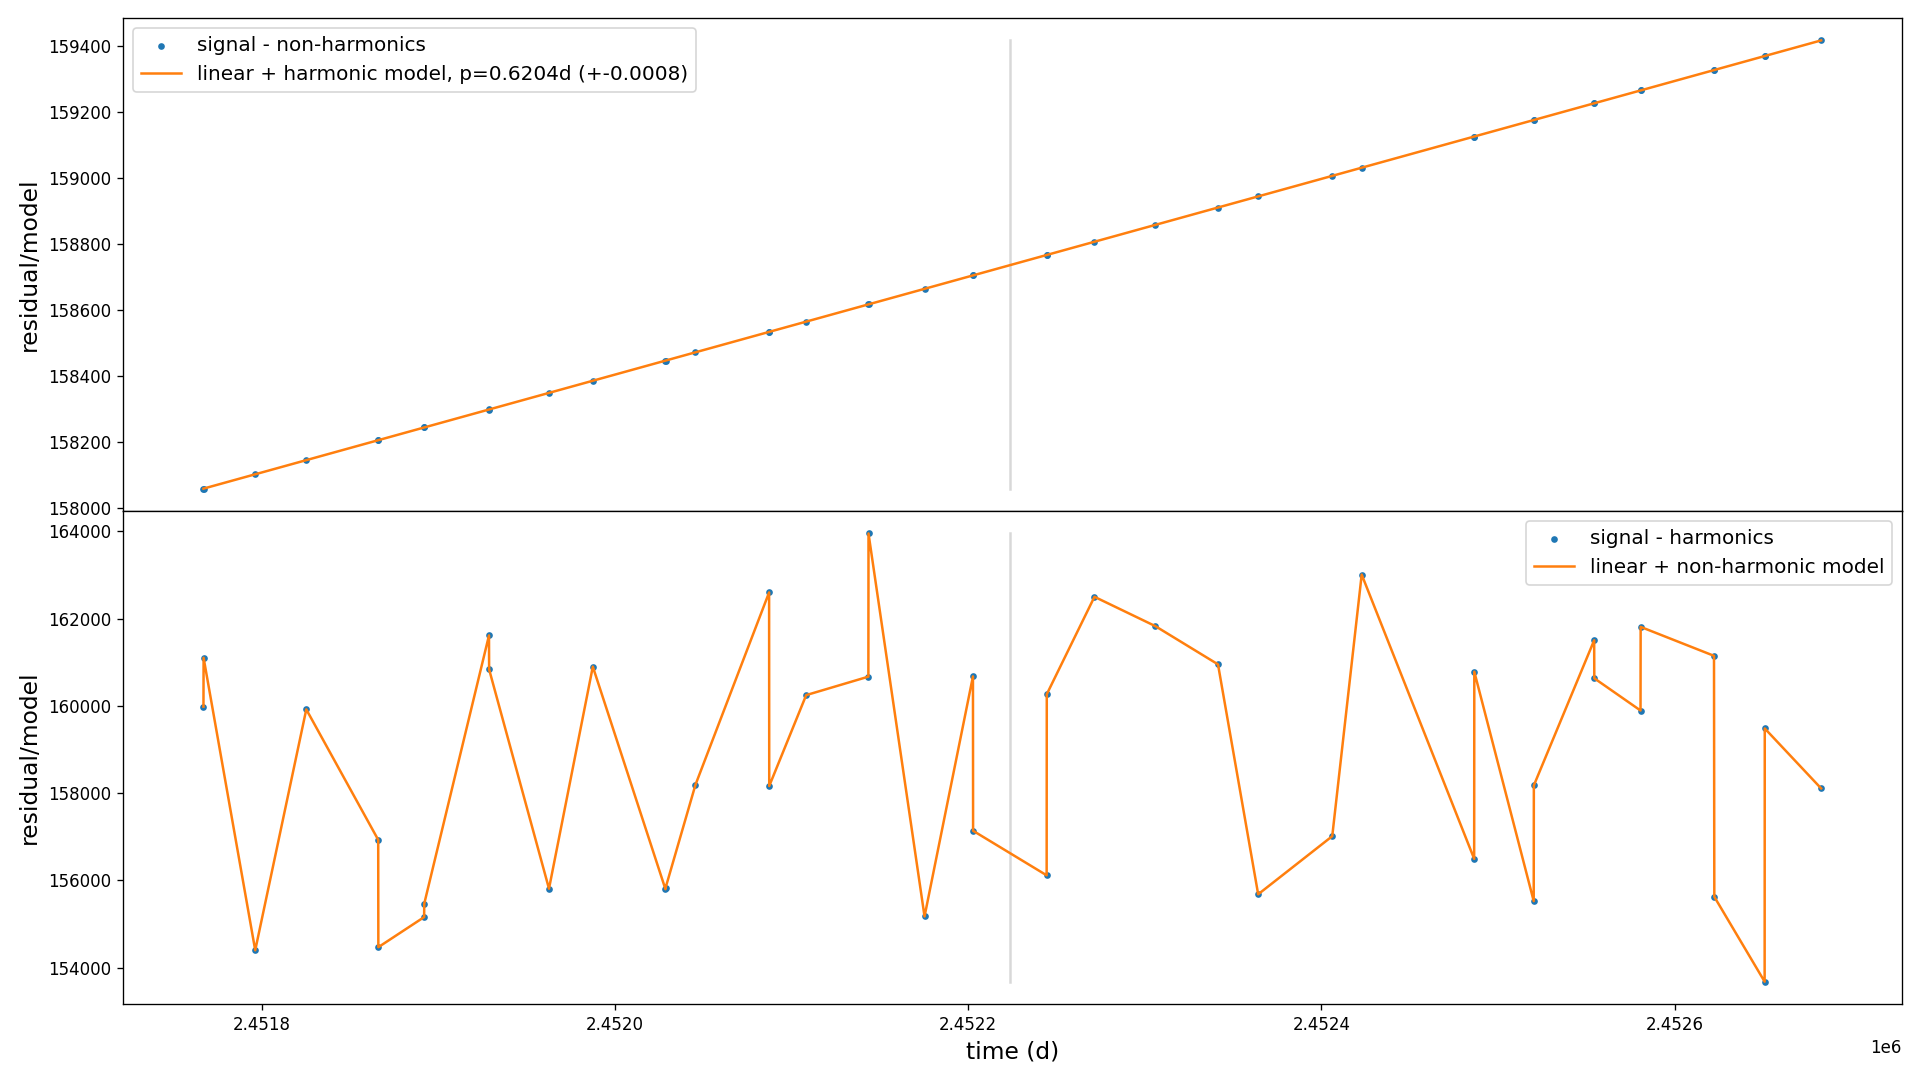 signal - non-harmonics
linear + harmonic model, p=0.6204d (+-0.0008)
159400
159200
159000
158800
158600
158400
158200
158000
residual/model
signal - harmonics
linear + non-harmonic model
164000
162000
160000
158000
156000
154000
residual/model
2.4518
2.4520
2.4522
2.4524
2.4526
1e6
time (d)